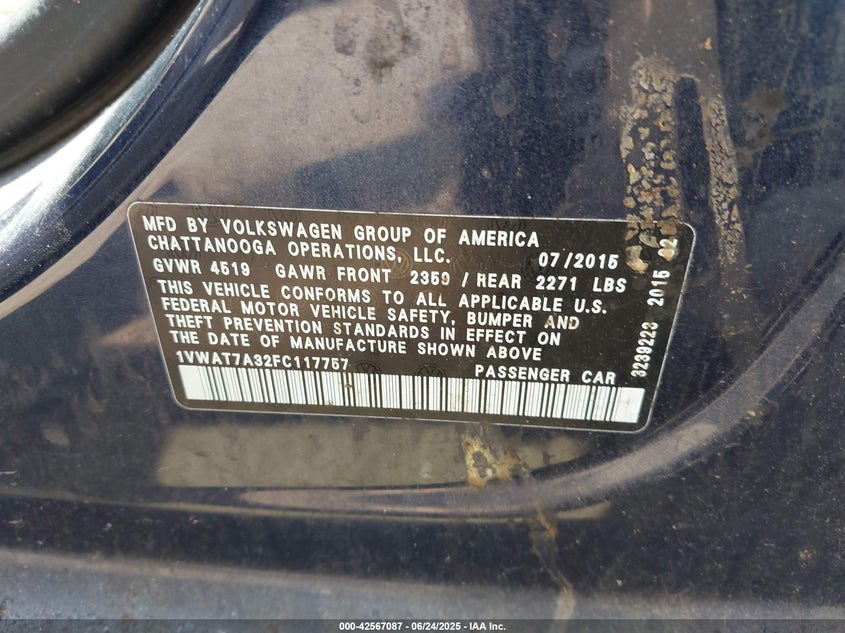 MFD BY VOLKSWAGEN GROUP OF AMERICA
CHATTANOOGA OPERATIONS, LLC. 07/2015
GVWR 4519 GAWR FRONT 2359 / REAR 2271 LBS
THIS VEHICLE CONFORMS TO ALL APPLICABLE U.S.
FEDERAL MOTOR VEHICLE SAFETY, BUMPER AND
THEFT PREVENTION STANDARDS IN EFFECT ON
THE DATE OF MANUFACTURE SHOWN ABOVE
1VWAT7A32FC117757 PASSENGER CAR
2015
000-42567087 - 06/24/2025 - IAA Inc.